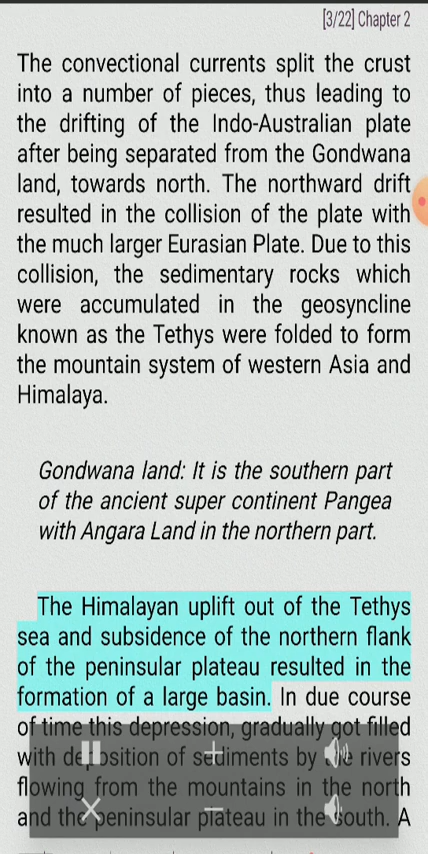 [3/22] Chapter 2
The convectional currents split the crust
into a number of pieces, thus leading to
the drifting of the Indo-Australian plate
after being separated from the Gondwana
land, towards north. The northward drift
resulted in the collision of the plate with
the much larger Eurasian Plate. Due to this
collision, the sedimentary rocks which
were accumulated in the geosyncline
known as the Tethys were folded to form
the mountain system of western Asia and
Himalaya.
Gondwana land: It is the southern part
of the ancient super continent Pangea
with Angara Land in the northern part.
The Himalayan uplift out of the Tethys
sea and subsidence of the northern flank
of the peninsular plateau resulted in the
formation of a large basin. In due course
of time this depression, gradually got filled
with deposition of sediments by the rivers
flowing from the mountains in the north
and the peninsular plateau in the south. A